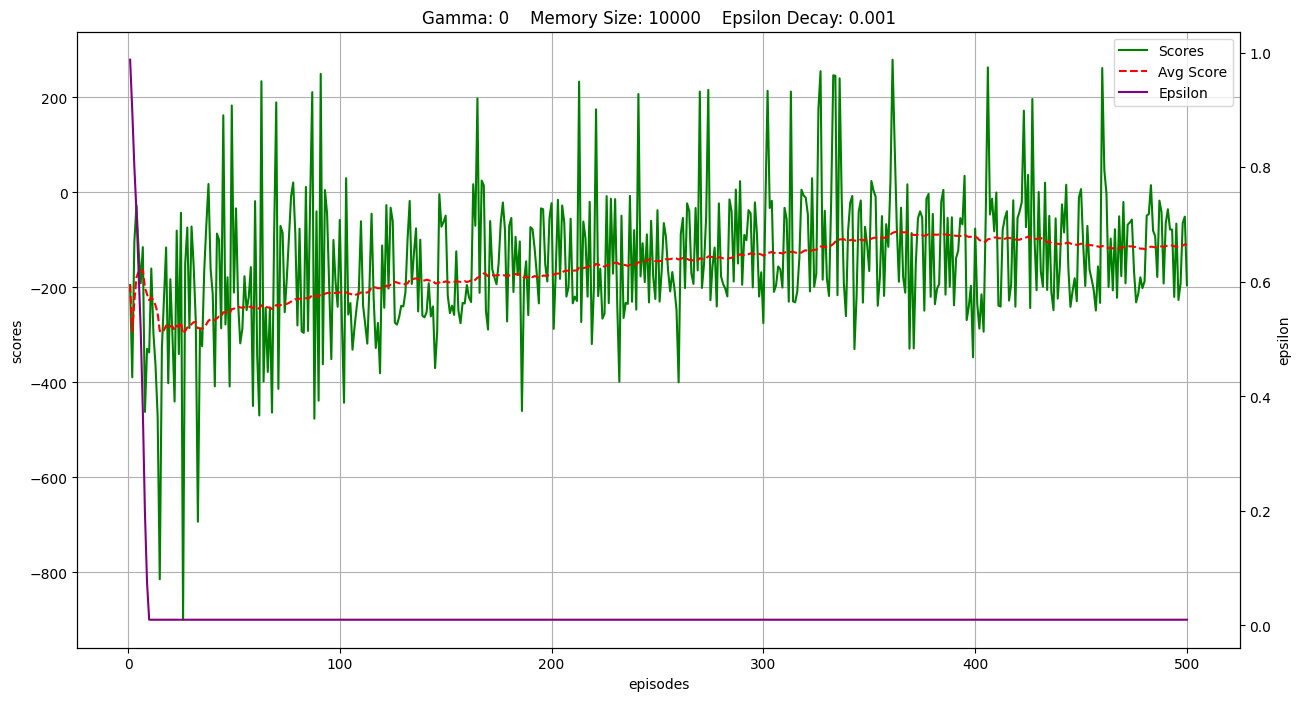 Gamma: 0    Memory Size: 10000    Epsilon Decay: 0.001
Scores
Avg Score
Epsilon
200
0
−200
−400
−600
−800
scores
1.0
0.8
0.6
0.4
0.2
0.0
epsilon
0 100 200 300 400 500
episodes